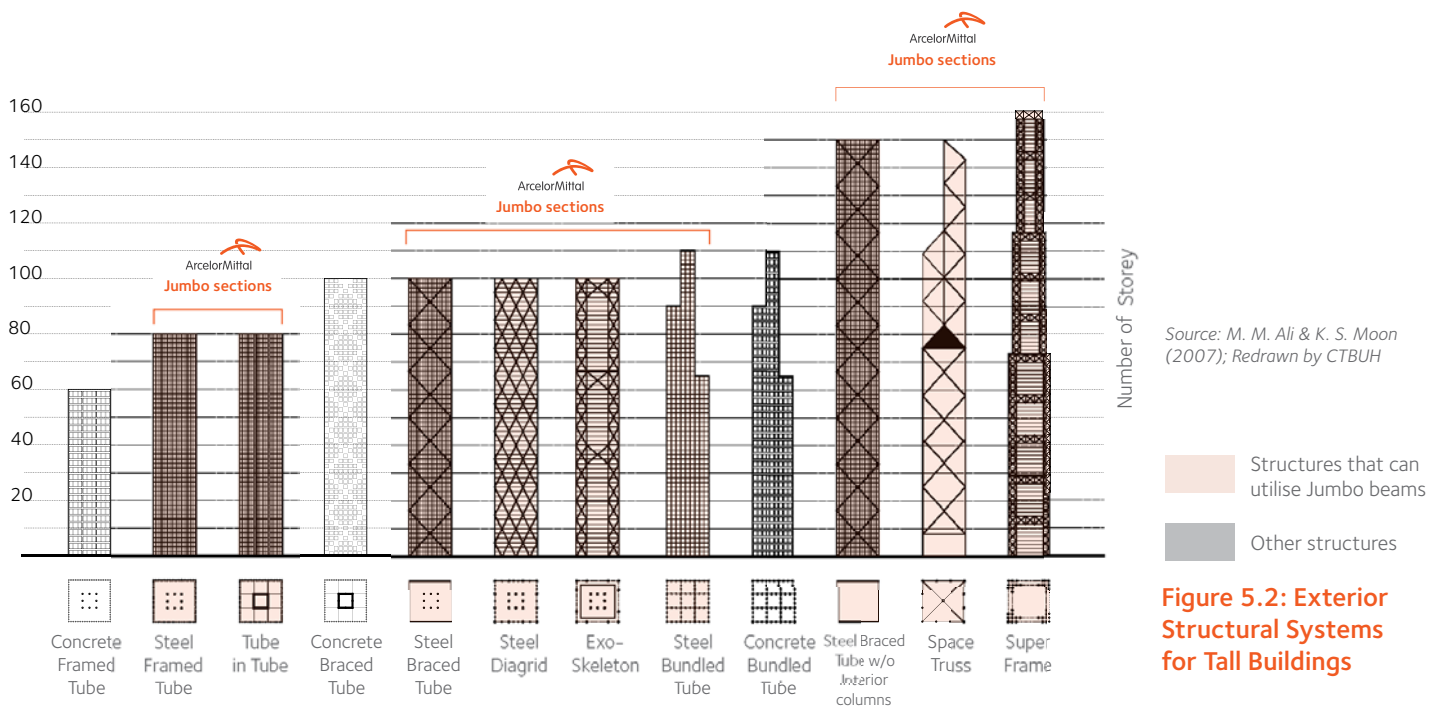 ArcelorMittal
Jumbo sections
ArcelorMittal
Jumbo sections
ArcelorMittal
Jumbo sections
160
140
120
100
80
60
40
20
Number of Storey
Concrete
Framed
Tube
Steel
Framed
Tube
Tube
in Tube
Concrete
Braced
Tube
Steel
Braced
Tube
Steel
Diagrid
Exo-
Skeleton
Steel
Bundled
Tube
Concrete
Bundled
Tube
Steel Braced
Tube w/o
Interior
columns
Space
Truss
Super
Frame
Source: M. M. Ali & K. S. Moon
(2007); Redrawn by CTBUH
Structures that can
utilise Jumbo beams
Other structures
Figure 5.2: Exterior
Structural Systems
for Tall Buildings